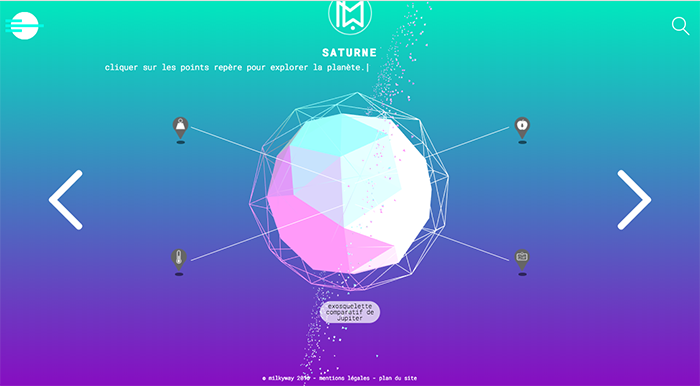 SATURNE
cliquer sur les points repère pour explorer la planète.|
exosquelette
comparatif de
Jupiter
© milkyway 2018 - mentions légales - plan du site